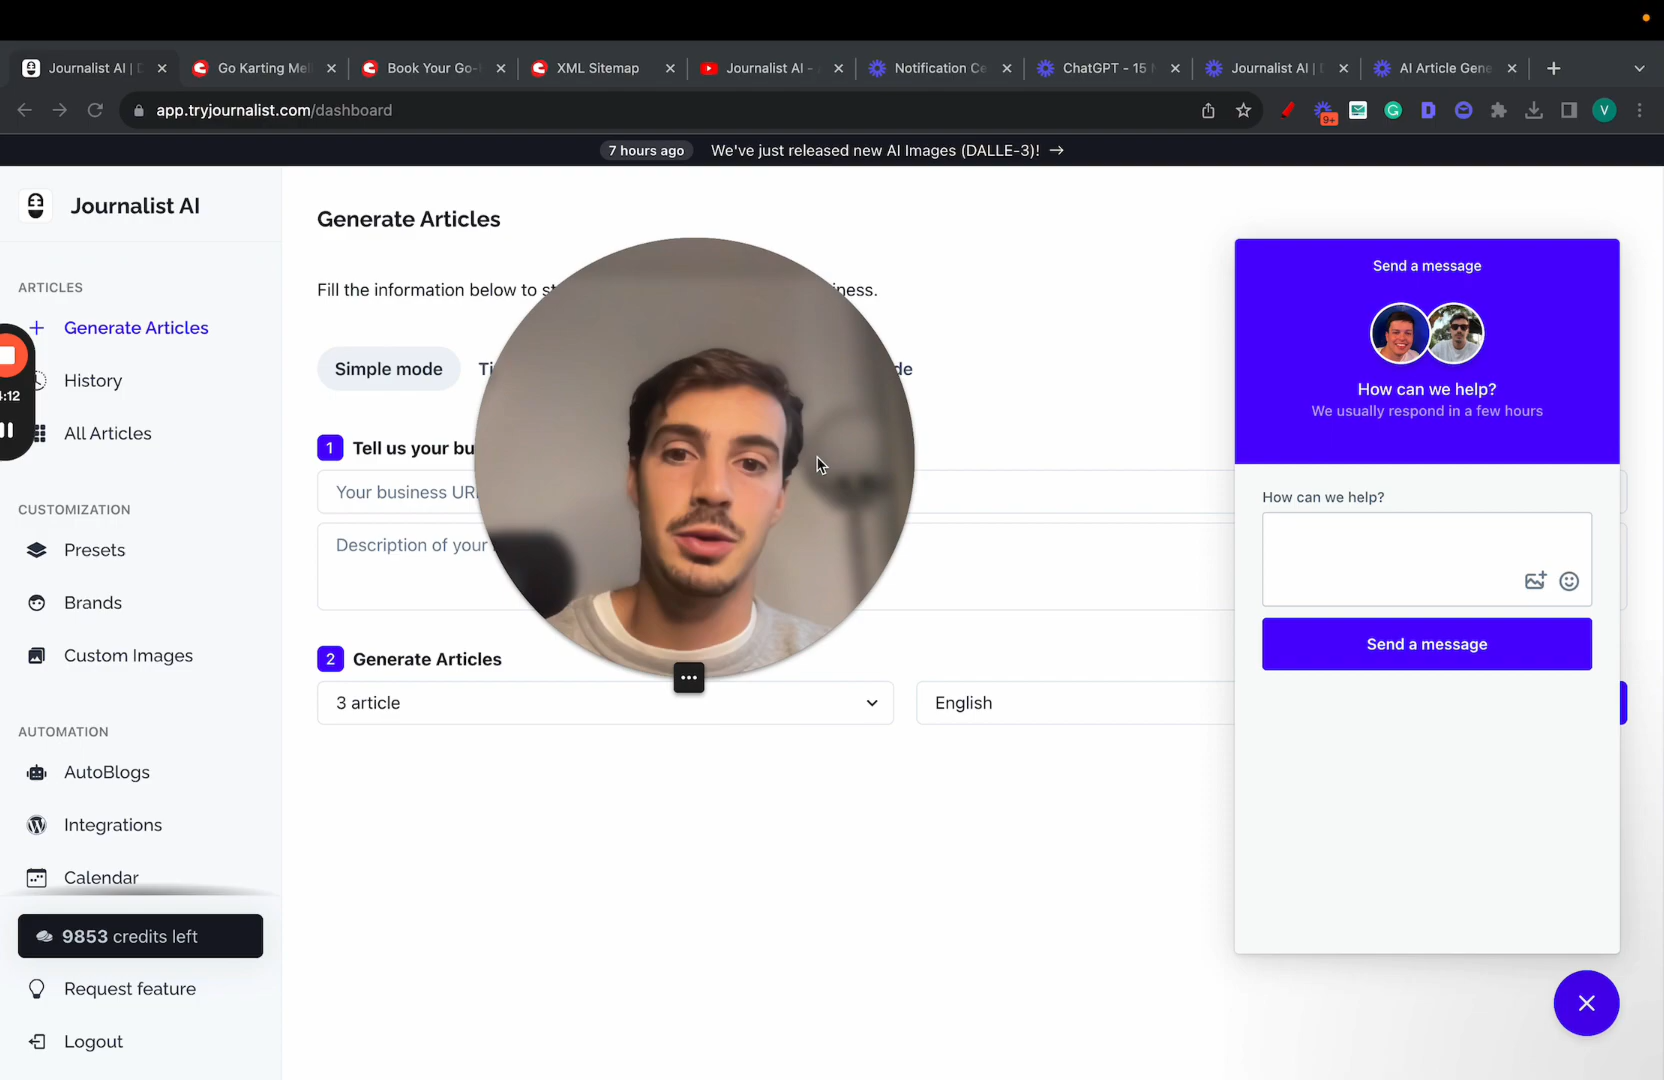 Journalist AI |
Go Karting Mel
Book Your Go-
XML Sitemap
Journalist AI -
Notification Ce
ChatGPT - 15
Journalist AI |
AI Article Gene
app.tryjournalist.com/dashboard
9+
V
7 hours ago We've just released new AI Images (DALLE-3)! →
Journalist AI
ARTICLES
Generate Articles
History
All Articles
CUSTOMIZATION
Presets
Brands
Custom Images
AUTOMATION
AutoBlogs
Integrations
Calendar
9853 credits left
Request feature
Logout
:12
Generate Articles
Fill the information below to st
ness.
Simple mode
Ti
de
1 Tell us your bu
Your business UR
Description of your
2 Generate Articles
3 article
English
Send a message
How can we help?
We usually respond in a few hours
How can we help?
Send a message